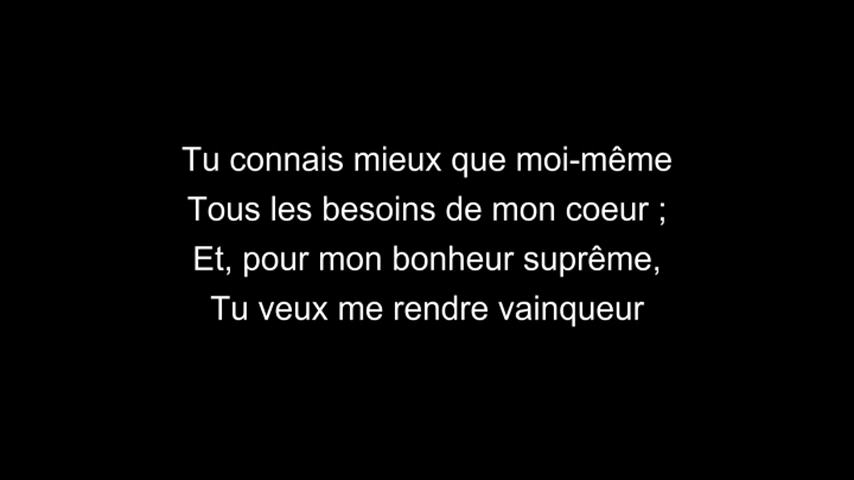 Tu connais mieux que moi-même
Tous les besoins de mon coeur ;
Et, pour mon bonheur suprême,
Tu veux me rendre vainqueur